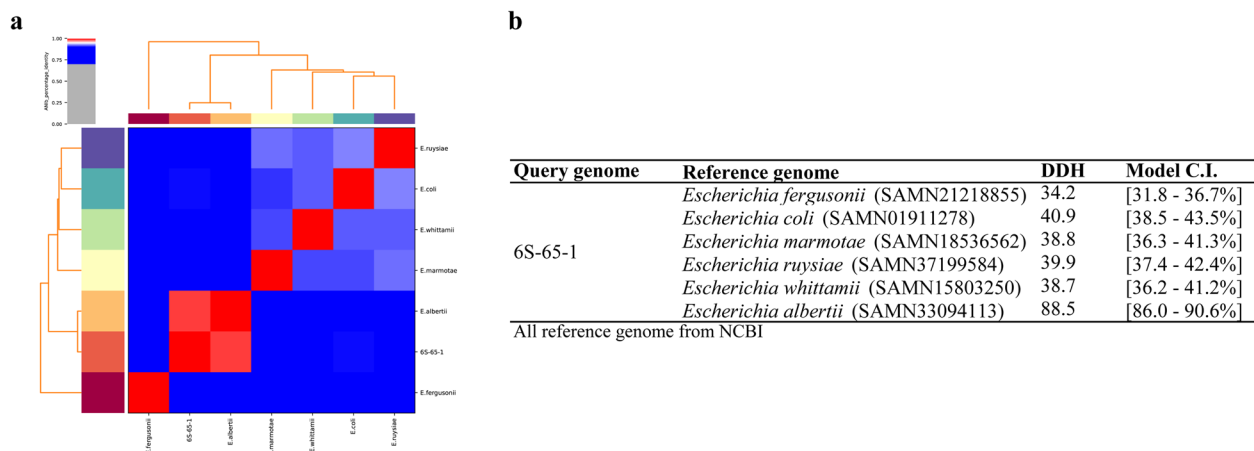 a
b
1.00
0.75
0.50
0.25
0.00
ANIb_percentage_identity
E.ruysiae
E.coli
E.whittamii
E.marmotae
E.albertii
6S-65-1
E.fergusonii
.fergusonii
6S-65-1
E.albertii
.marmotae
E.whittamii
E.coli
E.ruysiae
Query genome Reference genome DDH Model C.I.
Escherichia fergusonii (SAMN21218855) 34.2 [31.8 - 36.7%]
Escherichia coli (SAMN01911278) 40.9 [38.5 - 43.5%]
Escherichia marmotae (SAMN18536562) 38.8 [36.3 - 41.3%]
6S-65-1
Escherichia ruysiae (SAMN37199584) 39.9 [37.4 - 42.4%]
Escherichia whittamii (SAMN15803250) 38.7 [36.2 - 41.2%]
Escherichia albertii (SAMN33094113) 88.5 [86.0 - 90.6%]
All reference genome from NCBI